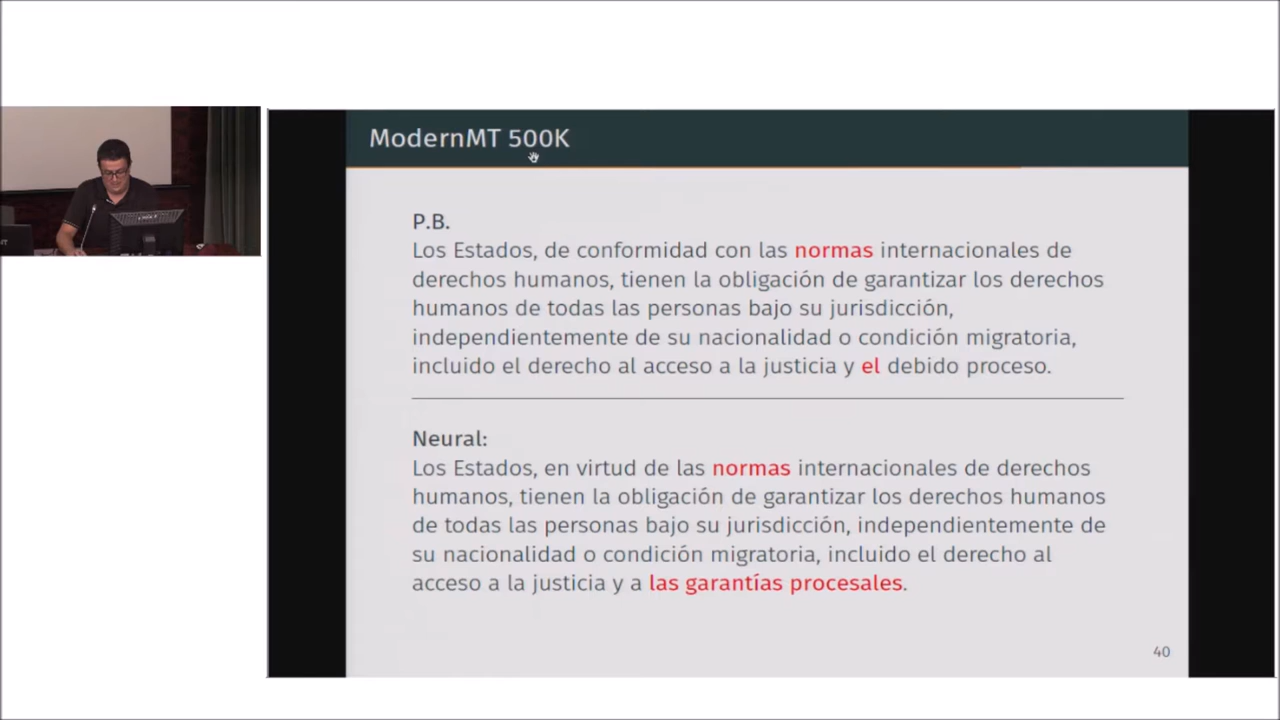 ModernMT 500K
P.B.
Los Estados, de conformidad con las normas internacionales de
derechos humanos, tienen la obligación de garantizar los derechos
humanos de todas las personas bajo su jurisdicción,
independientemente de su nacionalidad o condición migratoria,
incluido el derecho al acceso a la justicia y el debido proceso.
Neural:
Los Estados, en virtud de las normas internacionales de derechos
humanos, tienen la obligación de garantizar los derechos humanos
de todas las personas bajo su jurisdicción, independientemente de
su nacionalidad o condición migratoria, incluido el derecho al
acceso a la justicia y a las garantías procesales.
40